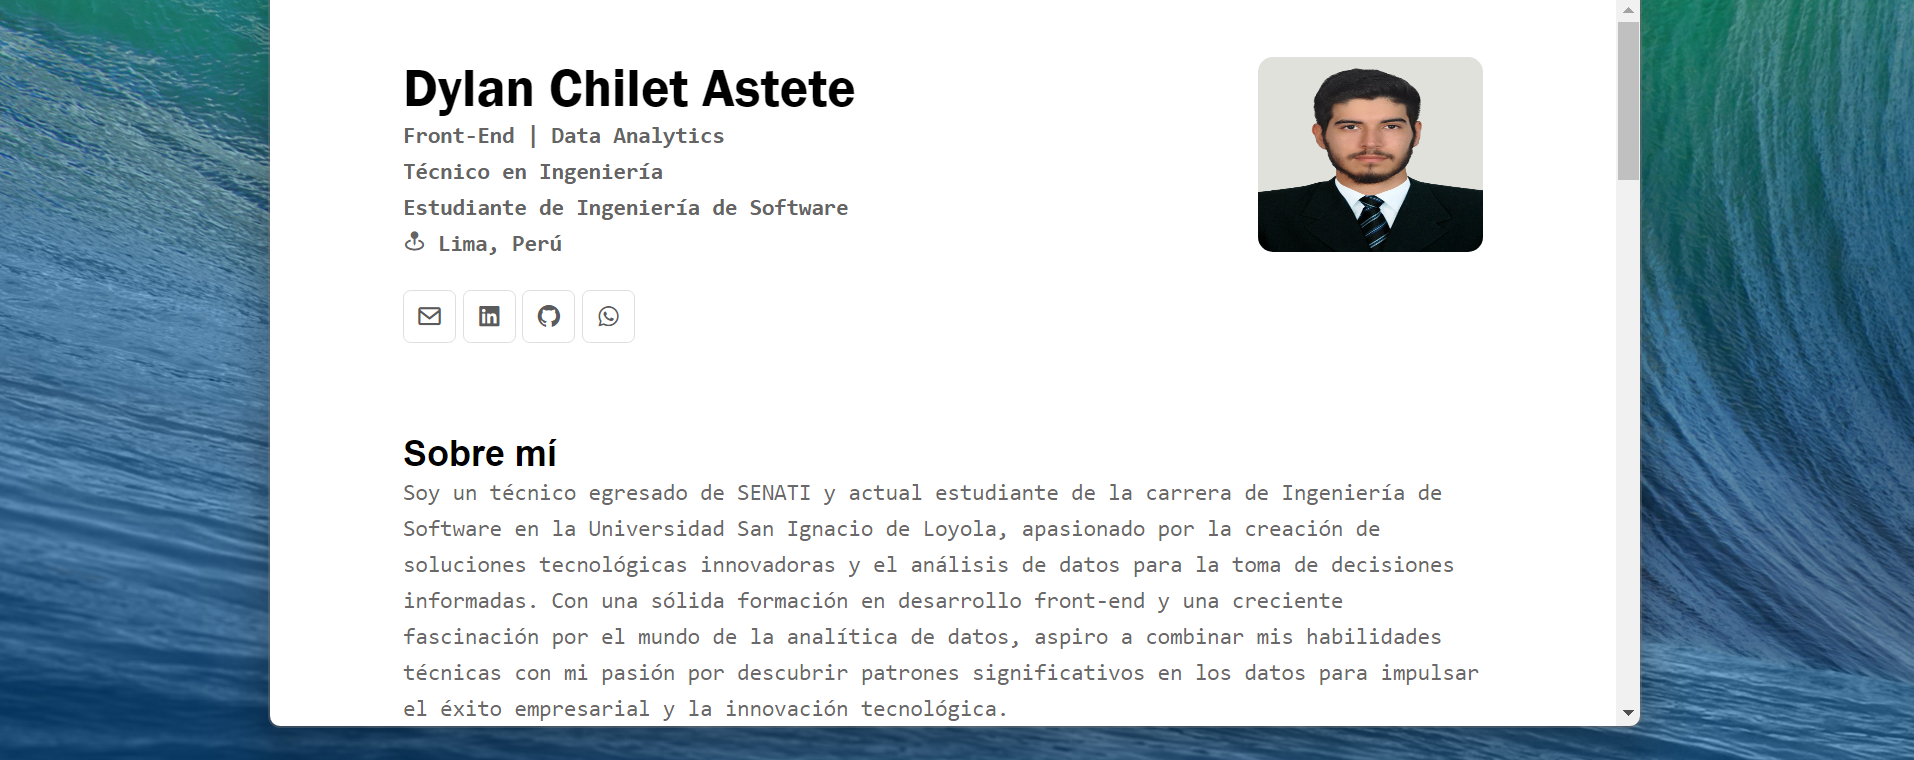 Dylan Chilet Astete
Front-End | Data Analytics
Técnico en Ingeniería
Estudiante de Ingeniería de Software
Lima, Perú
Sobre mí
Soy un técnico egresado de SENATI y actual estudiante de la carrera de Ingeniería de
Software en la Universidad San Ignacio de Loyola, apasionado por la creación de
soluciones tecnológicas innovadoras y el análisis de datos para la toma de decisiones
informadas. Con una sólida formación en desarrollo front-end y una creciente
fascinación por el mundo de la analítica de datos, aspiro a combinar mis habilidades
técnicas con mi pasión por descubrir patrones significativos en los datos para impulsar
el éxito empresarial y la innovación tecnológica.